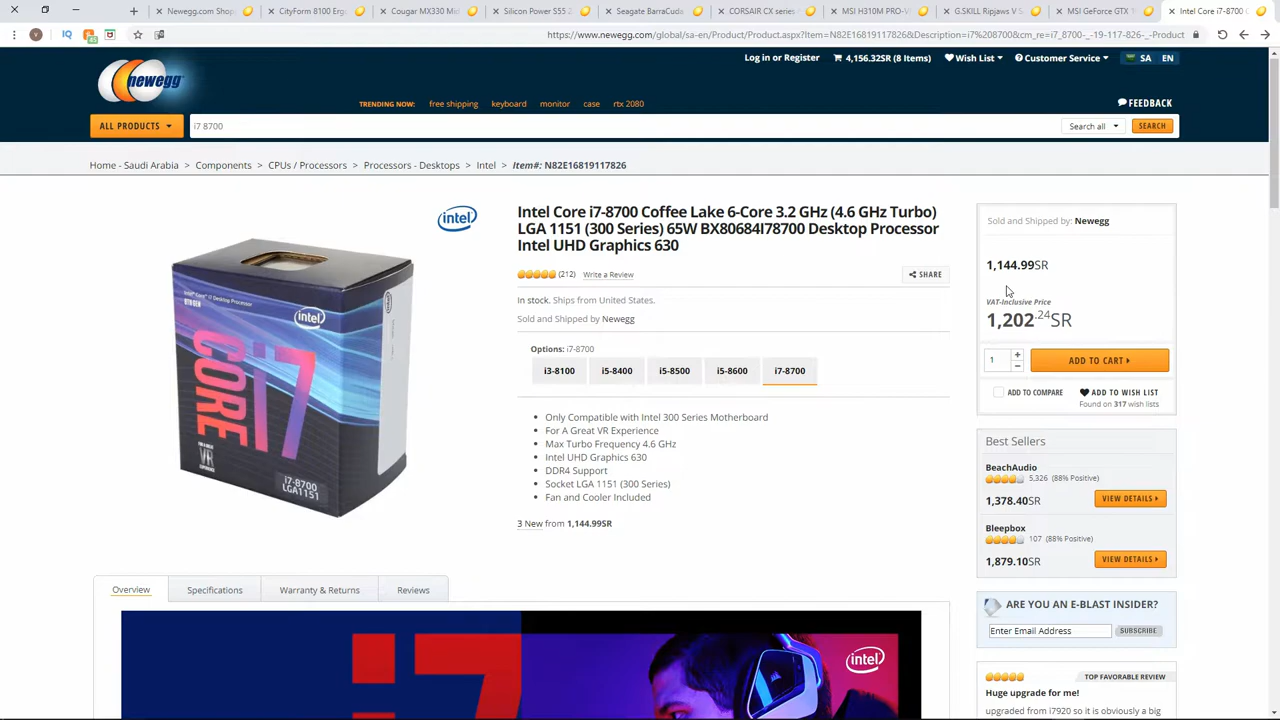 Newegg.com Shop
CityForm 8100 Erg
Cougar MX330 Mid
Silicon Power S55
Seagate BarraCuda
CORSAIR CX series
MSI H310M PRO-V
G.SKILL Ripjaws V S
MSI GeForce GTX
Intel Core i7-8700 C
https://www.newegg.com/global/sa-en/Product/Product.aspx?Item=N82E16819117826&Description=i7%208700&cm_re=i7_8700-_-19-117-826-_-Product
newegg
Log in or Register
4,156.32SR (8 Items)
Wish List
Customer Service
SA
EN
TRENDING NOW: free shipping keyboard monitor case rtx 2080
FEEDBACK
ALL PRODUCTS
i7 8700
Search all
SEARCH
Home - Saudi Arabia > Components > CPUs / Processors > Processors - Desktops > Intel > Item#: N82E16819117826
intel
Intel Core i7-8700 Coffee Lake 6-Core 3.2 GHz (4.6 GHz Turbo)
LGA 1151 (300 Series) 65W BX80684I78700 Desktop Processor
Intel UHD Graphics 630
(212) Write a Review
SHARE
In stock. Ships from United States.
Sold and Shipped by Newegg
Options: i7-8700
i3-8100 i5-8400 i5-8500 i5-8600 i7-8700
Only Compatible with Intel 300 Series Motherboard
For A Great VR Experience
Max Turbo Frequency 4.6 GHz
Intel UHD Graphics 630
DDR4 Support
Socket LGA 1151 (300 Series)
Fan and Cooler Included
3 New from 1,144.99SR
intel
CORE i7
FOR A GREAT
VR
EXPERIENCE
i7-8700
LGA1151
Sold and Shipped by: Newegg
1,144.99SR
VAT-Inclusive Price
1,202.24SR
1
ADD TO CART
ADD TO COMPARE
ADD TO WISH LIST
Found on 317 wish lists
Best Sellers
BeachAudio
5,326 (88% Positive)
1,378.40SR
VIEW DETAILS
Bleepbox
107 (88% Positive)
1,879.10SR
VIEW DETAILS
ARE YOU AN E-BLAST INSIDER?
Enter Email Address
SUBSCRIBE
TOP FAVORABLE REVIEW
Huge upgrade for me!
upgraded from i7920 so it is obviously a big
Overview
Specifications
Warranty & Returns
Reviews
i7
intel